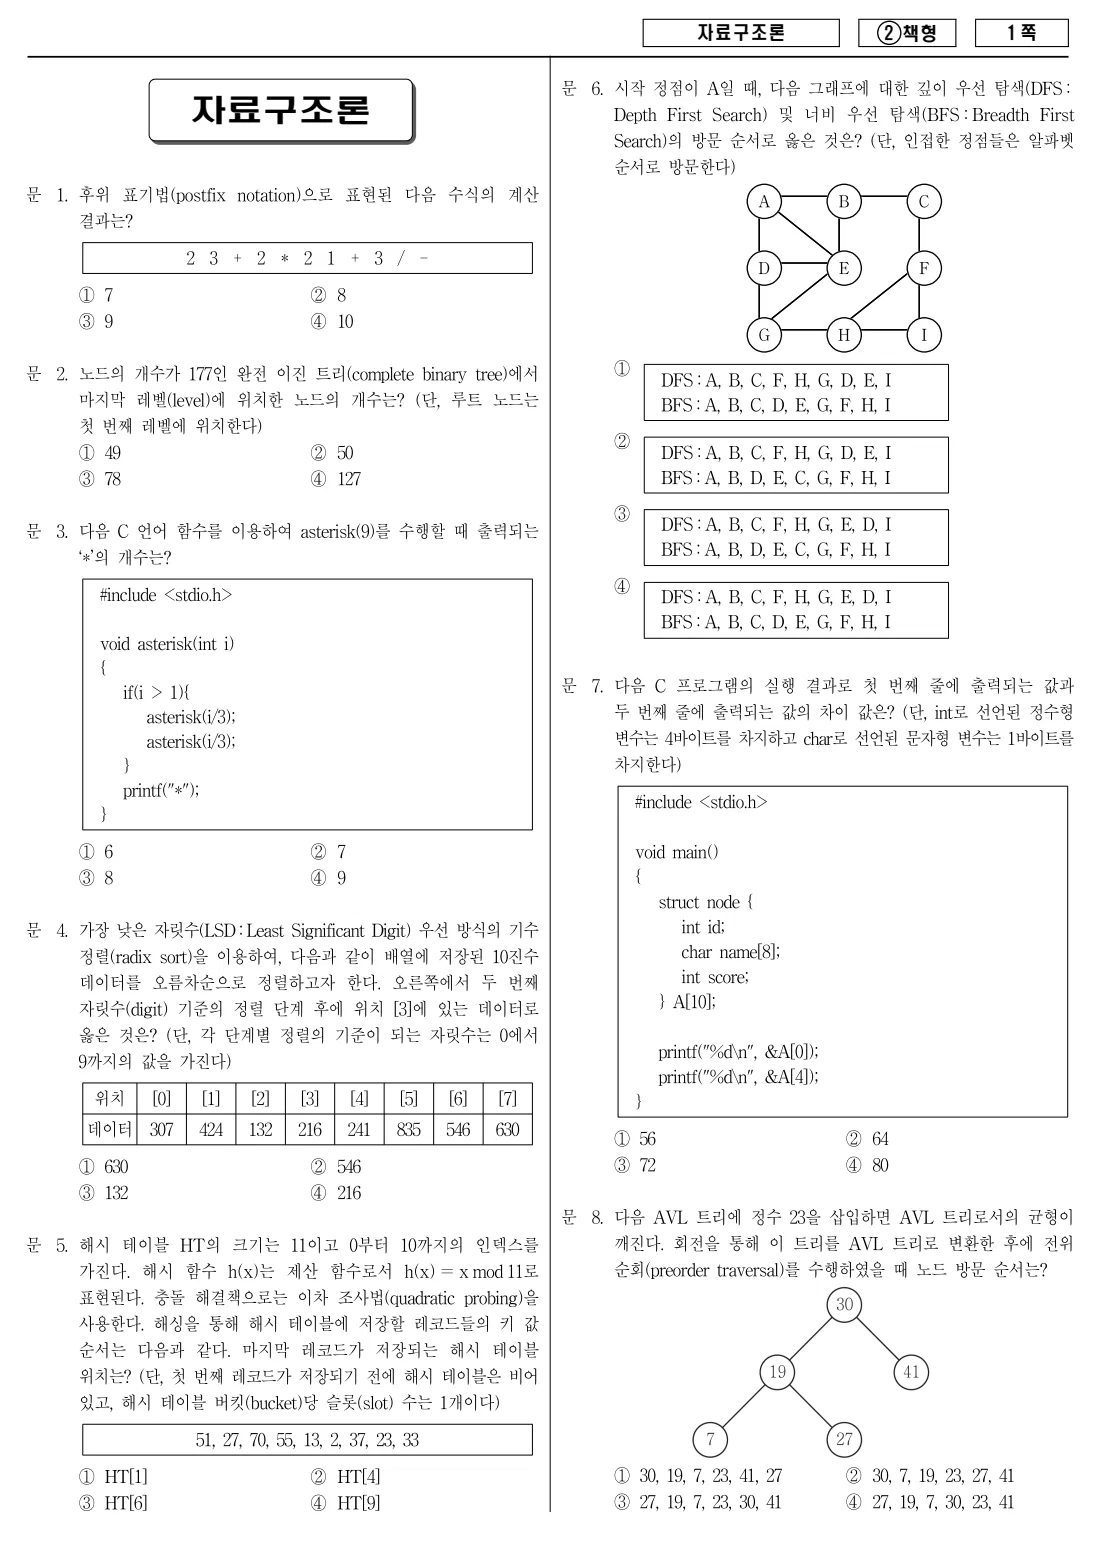 자료구조론
②책형
1 쪽
자료구조론
문 1. 후위 표기법(postfix notation)으로 표현된 다음 수식의 계산
결과는?
2 3 + 2 * 2 1 + 3 / -
① 7
② 8
③ 9
④ 10
문 2. 노드의 개수가 177인 완전 이진 트리(complete binary tree)에서
마지막 레벨(level)에 위치한 노드의 개수는? (단, 루트 노드는
첫 번째 레벨에 위치한다)
① 49
② 50
③ 78
④ 127
문 3. 다음 C 언어 함수를 이용하여 asterisk(9)를 수행할 때 출력되는
‘*’의 개수는?
#include <stdio.h>
void asterisk(int i)
{
if(i > 1){
asterisk(i/3);
asterisk(i/3);
}
printf("*");
}
① 6
② 7
③ 8
④ 9
문 4. 가장 낮은 자릿수(LSD : Least Significant Digit) 우선 방식의 기수
정렬(radix sort)을 이용하여, 다음과 같이 배열에 저장된 10진수
데이터를 오름차순으로 정렬하고자 한다. 오른쪽에서 두 번째
자릿수(digit) 기준의 정렬 단계 후에 위치 [3]에 있는 데이터로
옳은 것은? (단, 각 단계별 정렬의 기준이 되는 자릿수는 0에서
9까지의 값을 가진다)
위치 [0] [1] [2] [3] [4] [5] [6] [7]
데이터 307 424 132 216 241 835 546 630
① 630
② 546
③ 132
④ 216
문 5. 해시 테이블 HT의 크기는 11이고 0부터 10까지의 인덱스를
가진다. 해시 함수 h(x)는 제산 함수로서 h(x) = x mod 11로
표현된다. 충돌 해결책으로는 이차 조사법(quadratic probing)을
사용한다. 해싱을 통해 해시 테이블에 저장할 레코드들의 키 값
순서는 다음과 같다. 마지막 레코드가 저장되는 해시 테이블
위치는? (단, 첫 번째 레코드가 저장되기 전에 해시 테이블은 비어
있고, 해시 테이블 버킷(bucket)당 슬롯(slot) 수는 1개이다)
51, 27, 70, 55, 13, 2, 37, 23, 33
① HT[1]
② HT[4]
③ HT[6]
④ HT[9]
문 6. 시작 정점이 A일 때, 다음 그래프에 대한 깊이 우선 탐색(DFS :
Depth First Search) 및 너비 우선 탐색(BFS : Breadth First
Search)의 방문 순서로 옳은 것은? (단, 인접한 정점들은 알파벳
순서로 방문한다)
A B C
D E F
G H I
①
DFS : A, B, C, F, H, G, D, E, I
BFS : A, B, C, D, E, G, F, H, I
②
DFS : A, B, C, F, H, G, D, E, I
BFS : A, B, D, E, C, G, F, H, I
③
DFS : A, B, C, F, H, G, E, D, I
BFS : A, B, D, E, C, G, F, H, I
④
DFS : A, B, C, F, H, G, E, D, I
BFS : A, B, C, D, E, G, F, H, I
문 7. 다음 C 프로그램의 실행 결과로 첫 번째 줄에 출력되는 값과
두 번째 줄에 출력되는 값의 차이 값은? (단, int로 선언된 정수형
변수는 4바이트를 차지하고 char로 선언된 문자형 변수는 1바이트를
차지한다)
#include <stdio.h>
void main()
{
struct node {
int id;
char name[8];
int score;
} A[10];
printf("%d\n", &A[0]);
printf("%d\n", &A[4]);
}
① 56
② 64
③ 72
④ 80
문 8. 다음 AVL 트리에 정수 23을 삽입하면 AVL 트리로서의 균형이
깨진다. 회전을 통해 이 트리를 AVL 트리로 변환한 후에 전위
순회(preorder traversal)를 수행하였을 때 노드 방문 순서는?
30
19 41
7 27
① 30, 19, 7, 23, 41, 27
② 30, 7, 19, 23, 27, 41
③ 27, 19, 7, 23, 30, 41
④ 27, 19, 7, 30, 23, 41